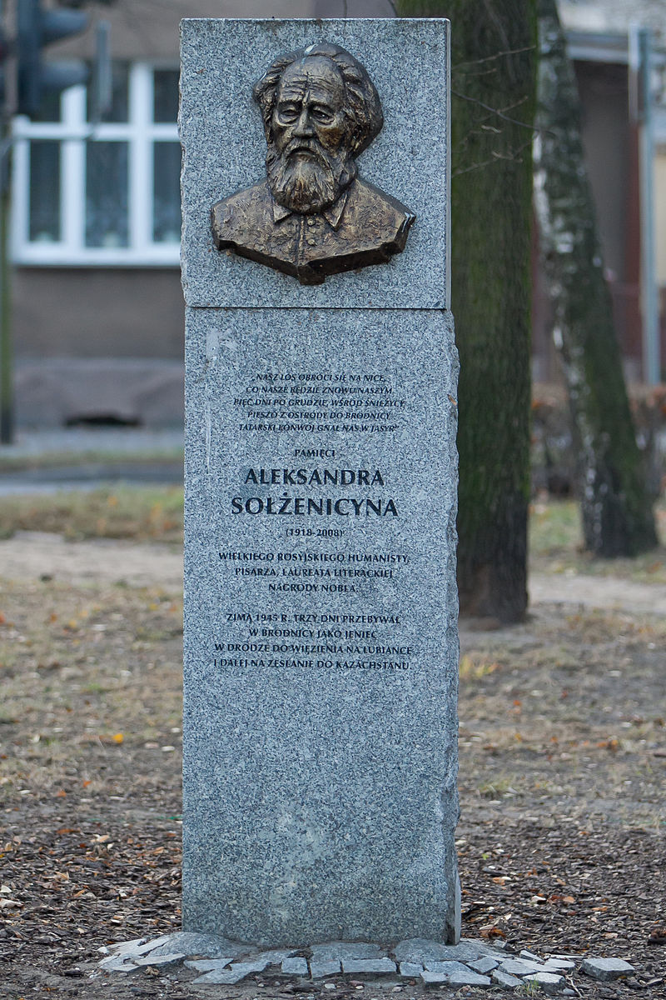 „NASZ LOS OBRÓCI SIĘ NA NICE,
CO NASZE BĘDZIE ZNOWU NASZYM.
PIĘĆ DNI PO GRUDZIE, WŚRÓD ŚNIEŻYCY
PIESZO Z OSTRÓDY DO BRODNICY
TATARSKI KONWÓJ GNAŁ NAS W JASYR”
PAMIĘCI
ALEKSANDRA
SOŁŻENICYNA
(1918-2008)
WIELKIEGO ROSYJSKIEGO HUMANISTY,
PISARZA, LAUREATA LITERACKIEJ
NAGRODY NOBLA.
ZIMĄ 1945 R. TRZY DNI PRZEBYWAŁ
W BRODNICY JAKO JENIEC
W DRODZE DO WIĘZIENIA NA ŁUBIANCE
I DALEJ NA ZESŁANIE DO KAZACHSTANU.